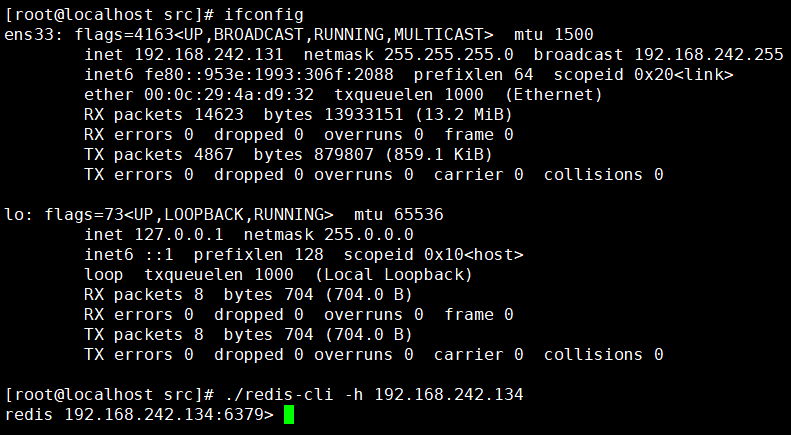 [root@localhost src]# ifconfig
ens33: flags=4163<UP,BROADCAST,RUNNING,MULTICAST>  mtu 1500
        inet 192.168.242.131  netmask 255.255.255.0  broadcast 192.168.242.255
        inet6 fe80::953e:1993:306f:2088  prefixlen 64  scopeid 0x20<link>
        ether 00:0c:29:4a:d9:32  txqueuelen 1000  (Ethernet)
        RX packets 14623  bytes 13933151 (13.2 MiB)
        RX errors 0  dropped 0  overruns 0  frame 0
        TX packets 4867  bytes 879807 (859.1 KiB)
        TX errors 0  dropped 0 overruns 0  carrier 0  collisions 0

lo: flags=73<UP,LOOPBACK,RUNNING>  mtu 65536
        inet 127.0.0.1  netmask 255.0.0.0
        inet6 ::1  prefixlen 128  scopeid 0x10<host>
        loop  txqueuelen 1000  (Local Loopback)
        RX packets 8  bytes 704 (704.0 B)
        RX errors 0  dropped 0  overruns 0  frame 0
        TX packets 8  bytes 704 (704.0 B)
        TX errors 0  dropped 0 overruns 0  carrier 0  collisions 0

[root@localhost src]# ./redis-cli -h 192.168.242.134
redis 192.168.242.134:6379>